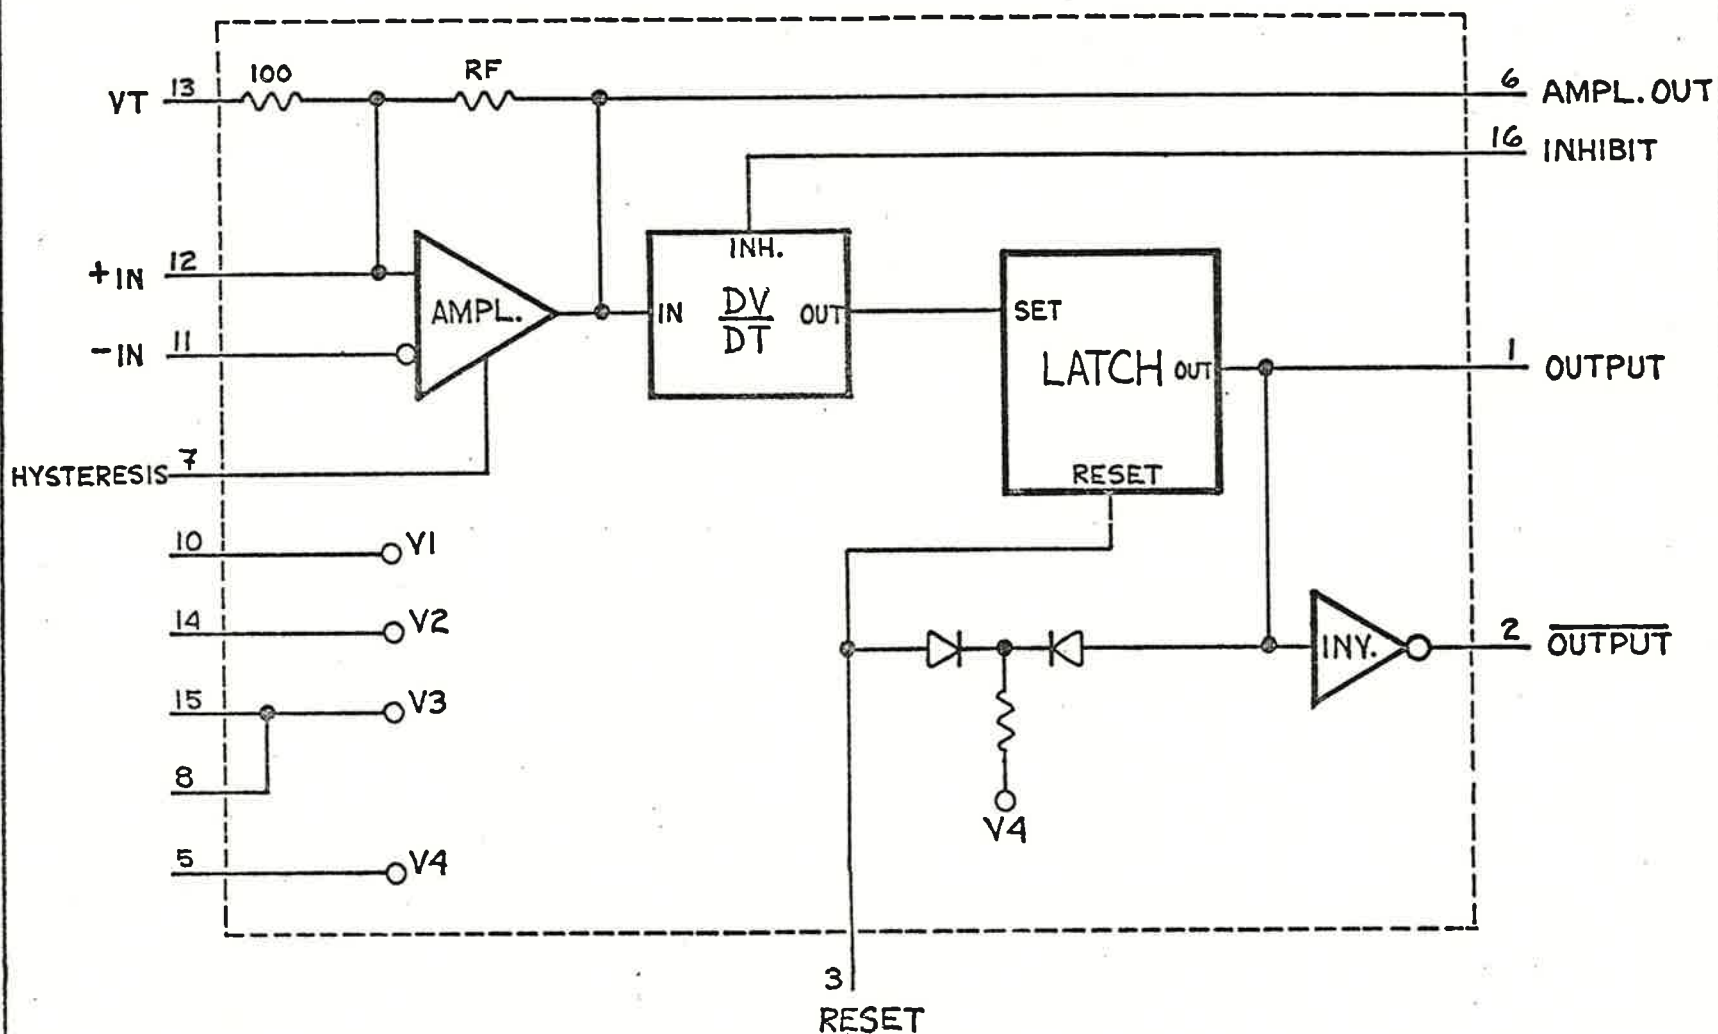 100
RF
VT 13
6 AMPL. OUT
16 INHIBIT
+IN 12
AMPL.
-IN 11
INH.
IN DV/DT OUT
SET
LATCH OUT
RESET
1 OUTPUT
HYSTERESIS 7
10 V1
14 V2
15 V3
8
5 V4
INV.
2 OUTPUT
V4
3
RESET